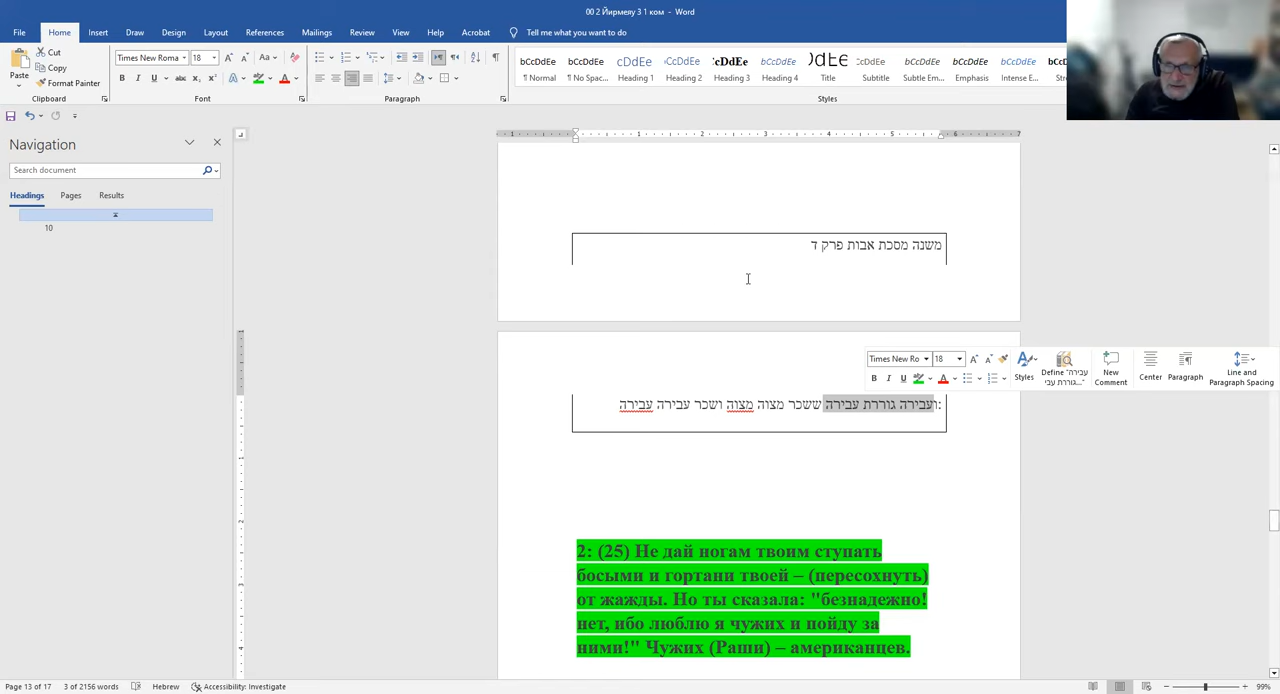 00 2 Йирмеяу 3 1 ком - Word
File Home Insert Draw Design Layout References Mailings Review View Help Acrobat Tell me what you want to do
Paste
Cut
Copy
Format Painter
Clipboard
Times New Roma 18
Font
Paragraph
AaBbCcDdEe
¶ Normal
¶ No Spac...
Heading 1
Heading 2
Heading 3
Heading 4
Title
Subtitle
Subtle Em...
Emphasis
Intense E...
Styles
Navigation
Search document
Headings Pages Results
10
משנה מסכת אבות פרק ד
Times New Ro 18
Styles
Define "עבירה
גוררת עבי..."
New
Comment
Center
Paragraph
Line and
Paragraph Spacing
ועבירה גוררת עבירה ששכר מצוה מצוה ושכר עבירה עבירה:
2: (25) Не дай ногам твоим ступать
босыми и гортани твоей – (пересохнуть)
от жажды. Но ты сказала: "безнадежно!
нет, ибо люблю я чужих и пойду за
ними!" Чужих (Раши) – американцев.
Page 13 of 17 3 of 2156 words Hebrew Accessibility: Investigate 99%